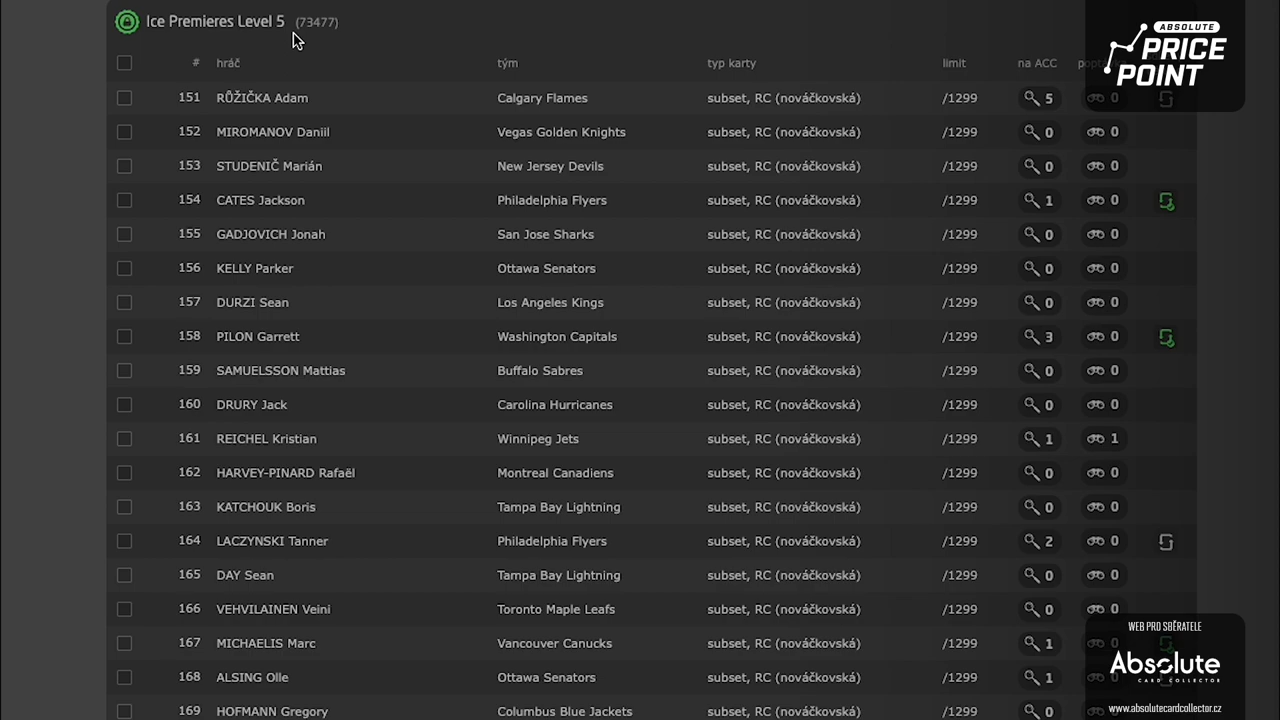 Ice Premieres Level 5 (73477)
ABSOLUTE
PRICE
POINT
# hráč tým typ karty limit na ACC
151 RŮŽIČKA Adam Calgary Flames subset, RC (nováčkovská) /1299 5 0
152 MIROMANOV Daniil Vegas Golden Knights subset, RC (nováčkovská) /1299 0 0
153 STUDENIČ Marián New Jersey Devils subset, RC (nováčkovská) /1299 0 0
154 CATES Jackson Philadelphia Flyers subset, RC (nováčkovská) /1299 1 0
155 GADJOVICH Jonah San Jose Sharks subset, RC (nováčkovská) /1299 0 0
156 KELLY Parker Ottawa Senators subset, RC (nováčkovská) /1299 0 0
157 DURZI Sean Los Angeles Kings subset, RC (nováčkovská) /1299 0 0
158 PILON Garrett Washington Capitals subset, RC (nováčkovská) /1299 3 0
159 SAMUELSSON Mattias Buffalo Sabres subset, RC (nováčkovská) /1299 0 0
160 DRURY Jack Carolina Hurricanes subset, RC (nováčkovská) /1299 0 0
161 REICHEL Kristian Winnipeg Jets subset, RC (nováčkovská) /1299 1 1
162 HARVEY-PINARD Rafaël Montreal Canadiens subset, RC (nováčkovská) /1299 0 0
163 KATCHOUK Boris Tampa Bay Lightning subset, RC (nováčkovská) /1299 0 0
164 LACZYNSKI Tanner Philadelphia Flyers subset, RC (nováčkovská) /1299 2 0
165 DAY Sean Tampa Bay Lightning subset, RC (nováčkovská) /1299 0 0
166 VEHVILAINEN Veini Toronto Maple Leafs subset, RC (nováčkovská) /1299 0 0
167 MICHAELIS Marc Vancouver Canucks subset, RC (nováčkovská) /1299 1 0
168 ALSING Olle Ottawa Senators subset, RC (nováčkovská) /1299 1
169 HOFMANN Gregory Columbus Blue Jackets subset, RC (nováčkovská) /1299 0
WEB PRO SBĚRATELE
Absolute
CARD COLLECTOR
www.absolutecardcollector.cz